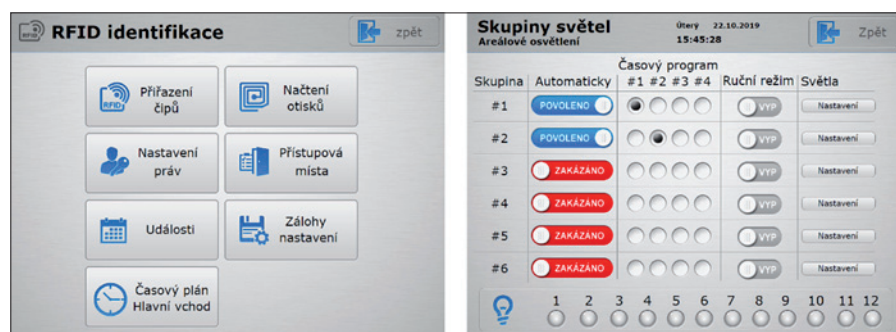 RFID identifikace
zpět
RFID
Přiřazení
čipů
Načtení
otisků
Nastavení
práv
Přístupová
místa
Události
Zálohy
nastavení
Časový plán
Hlavní vchod
Skupiny světel
Areálové osvětlení
Úterý 22.10.2019
15:45:28
Zpět
Časový program
Skupina Automaticky #1 #2 #3 #4 Ruční režim Světla
#1 POVOLENO VYP Nastavení
#2 POVOLENO VYP Nastavení
#3 ZAKÁZÁNO VYP Nastavení
#4 ZAKÁZÁNO VYP Nastavení
#5 ZAKÁZÁNO VYP Nastavení
#6 ZAKÁZÁNO VYP Nastavení
1 2 3 4 5 6 7 8 9 10 11 12